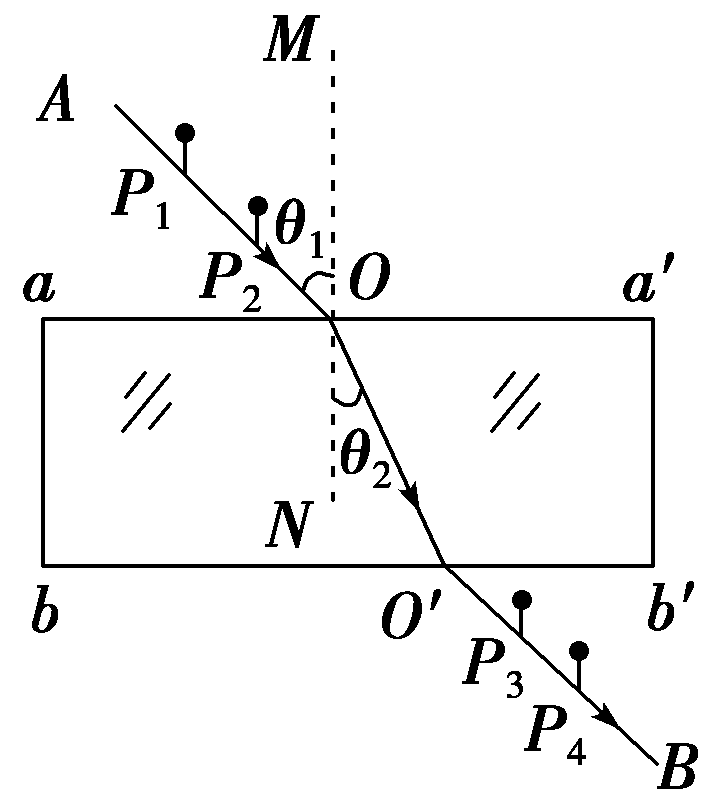 M
A
P₁
θ₁
P₂
O
a
a′
θ₂
N
b
O′
b′
P₃
P₄
B